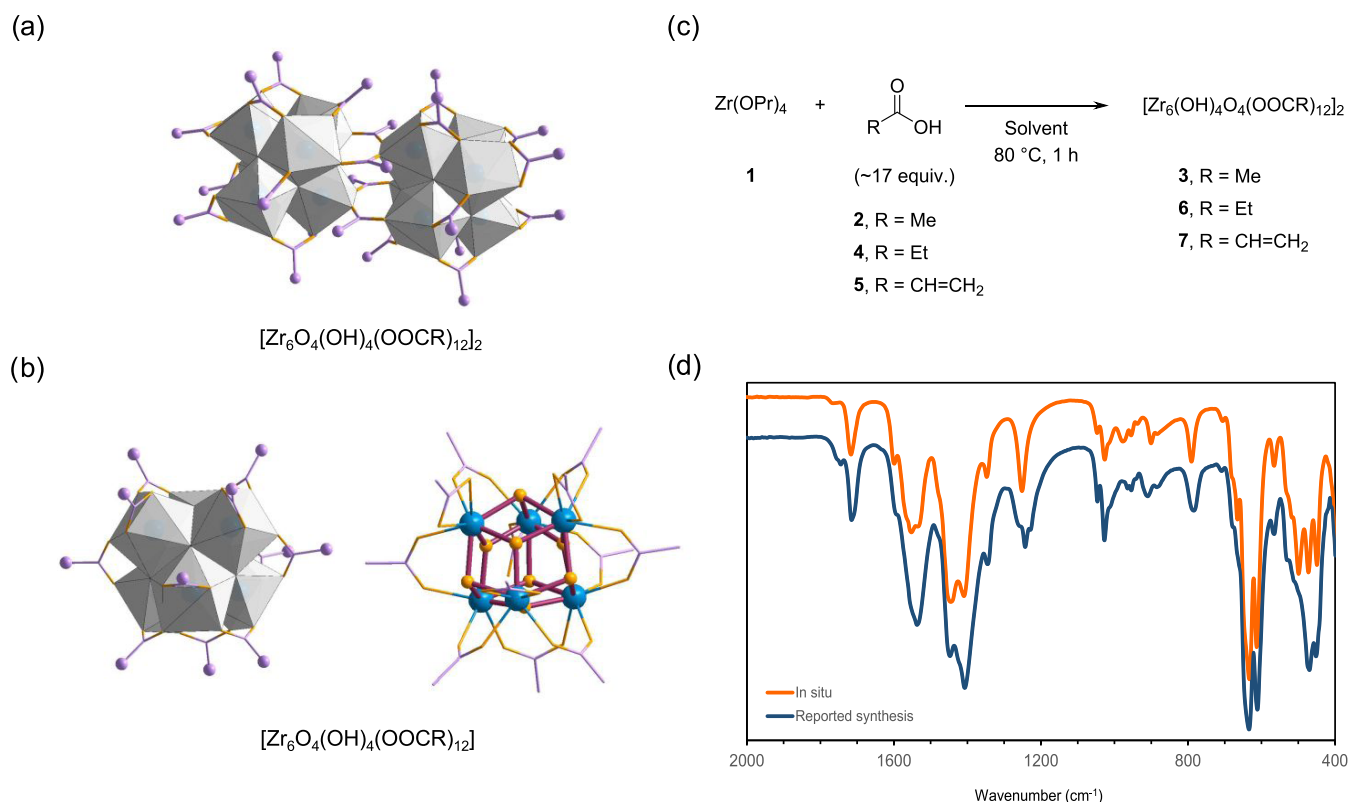 (a)
[Zr₆O₄(OH)₄(OOCR)₁₂]₂
(b)
[Zr₆O₄(OH)₄(OOCR)₁₂]
(c)
Zr(OPr)₄ + R O OH Solvent [Zr₆(OH)₄O₄(OOCR)₁₂]₂
80 °C, 1 h
1 (~17 equiv.) 3, R = Me
2, R = Me 6, R = Et
4, R = Et 7, R = CH=CH₂
5, R = CH=CH₂
(d)
In situ
Reported synthesis
2000 1600 1200 800 400
Wavenumber (cm⁻¹)